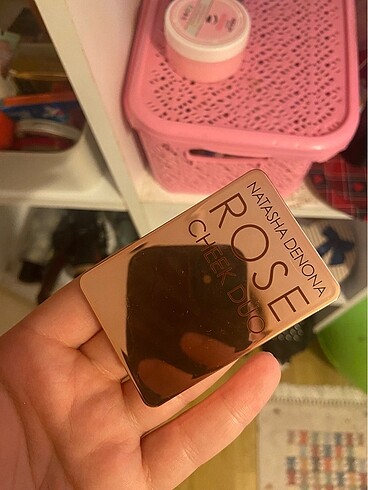 NATASHA DENONA
ROSE
CHEEK DUO